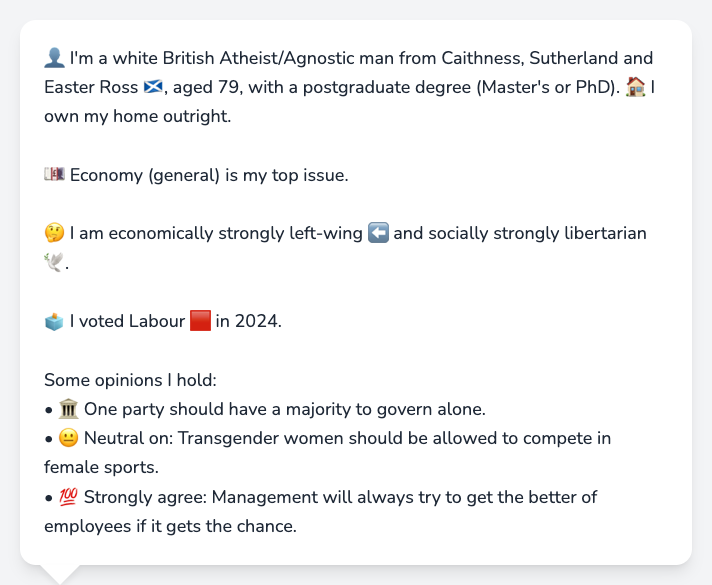 👤 I'm a white British Atheist/Agnostic man from Caithness, Sutherland and
Easter Ross 🏴󠁧󠁢󠁳󠁣󠁴󠁿, aged 79, with a postgraduate degree (Master's or PhD). 🏠 I
own my home outright.
💷 Economy (general) is my top issue.
🤔 I am economically strongly left-wing ⬅️ and socially strongly libertarian
🕊️.
🗳️ I voted Labour 🟥 in 2024.
Some opinions I hold:
• 🏛️ One party should have a majority to govern alone.
• 😐 Neutral on: Transgender women should be allowed to compete in
female sports.
• 💯 Strongly agree: Management will always try to get the better of
employees if it gets the chance.